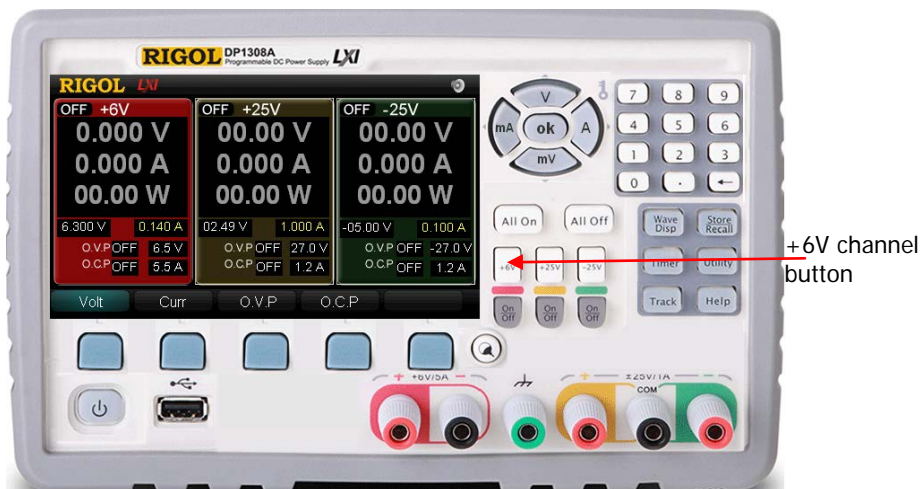 RIGOL DP1308A
Programmable DC Power Supply LXI
RIGOL LXI
OFF +6V
0.000 V
0.000 A
00.00 W
6.300 V 0.140 A
O.V.P OFF 6.5 V
O.C.P OFF 5.5 A
OFF +25V
00.00 V
0.000 A
00.00 W
02.49 V 1.000 A
O.V.P OFF 27.0 V
O.C.P OFF 1.2 A
OFF -25V
00.00 V
0.000 A
00.00 W
-05.00 V 0.100 A
O.V.P OFF -27.0 V
O.C.P OFF 1.2 A
Volt Curr O.V.P O.C.P
V
mA ok A
mV
7 8 9
4 5 6
1 2 3
0 . ←
All On All Off
Wave Disp Store Recall
+6V +25V -25V
Timer Utility
On Off On Off On Off
Track Help
+6V channel
button
+ +6V/5A -
+ ±25V/1A -
COM